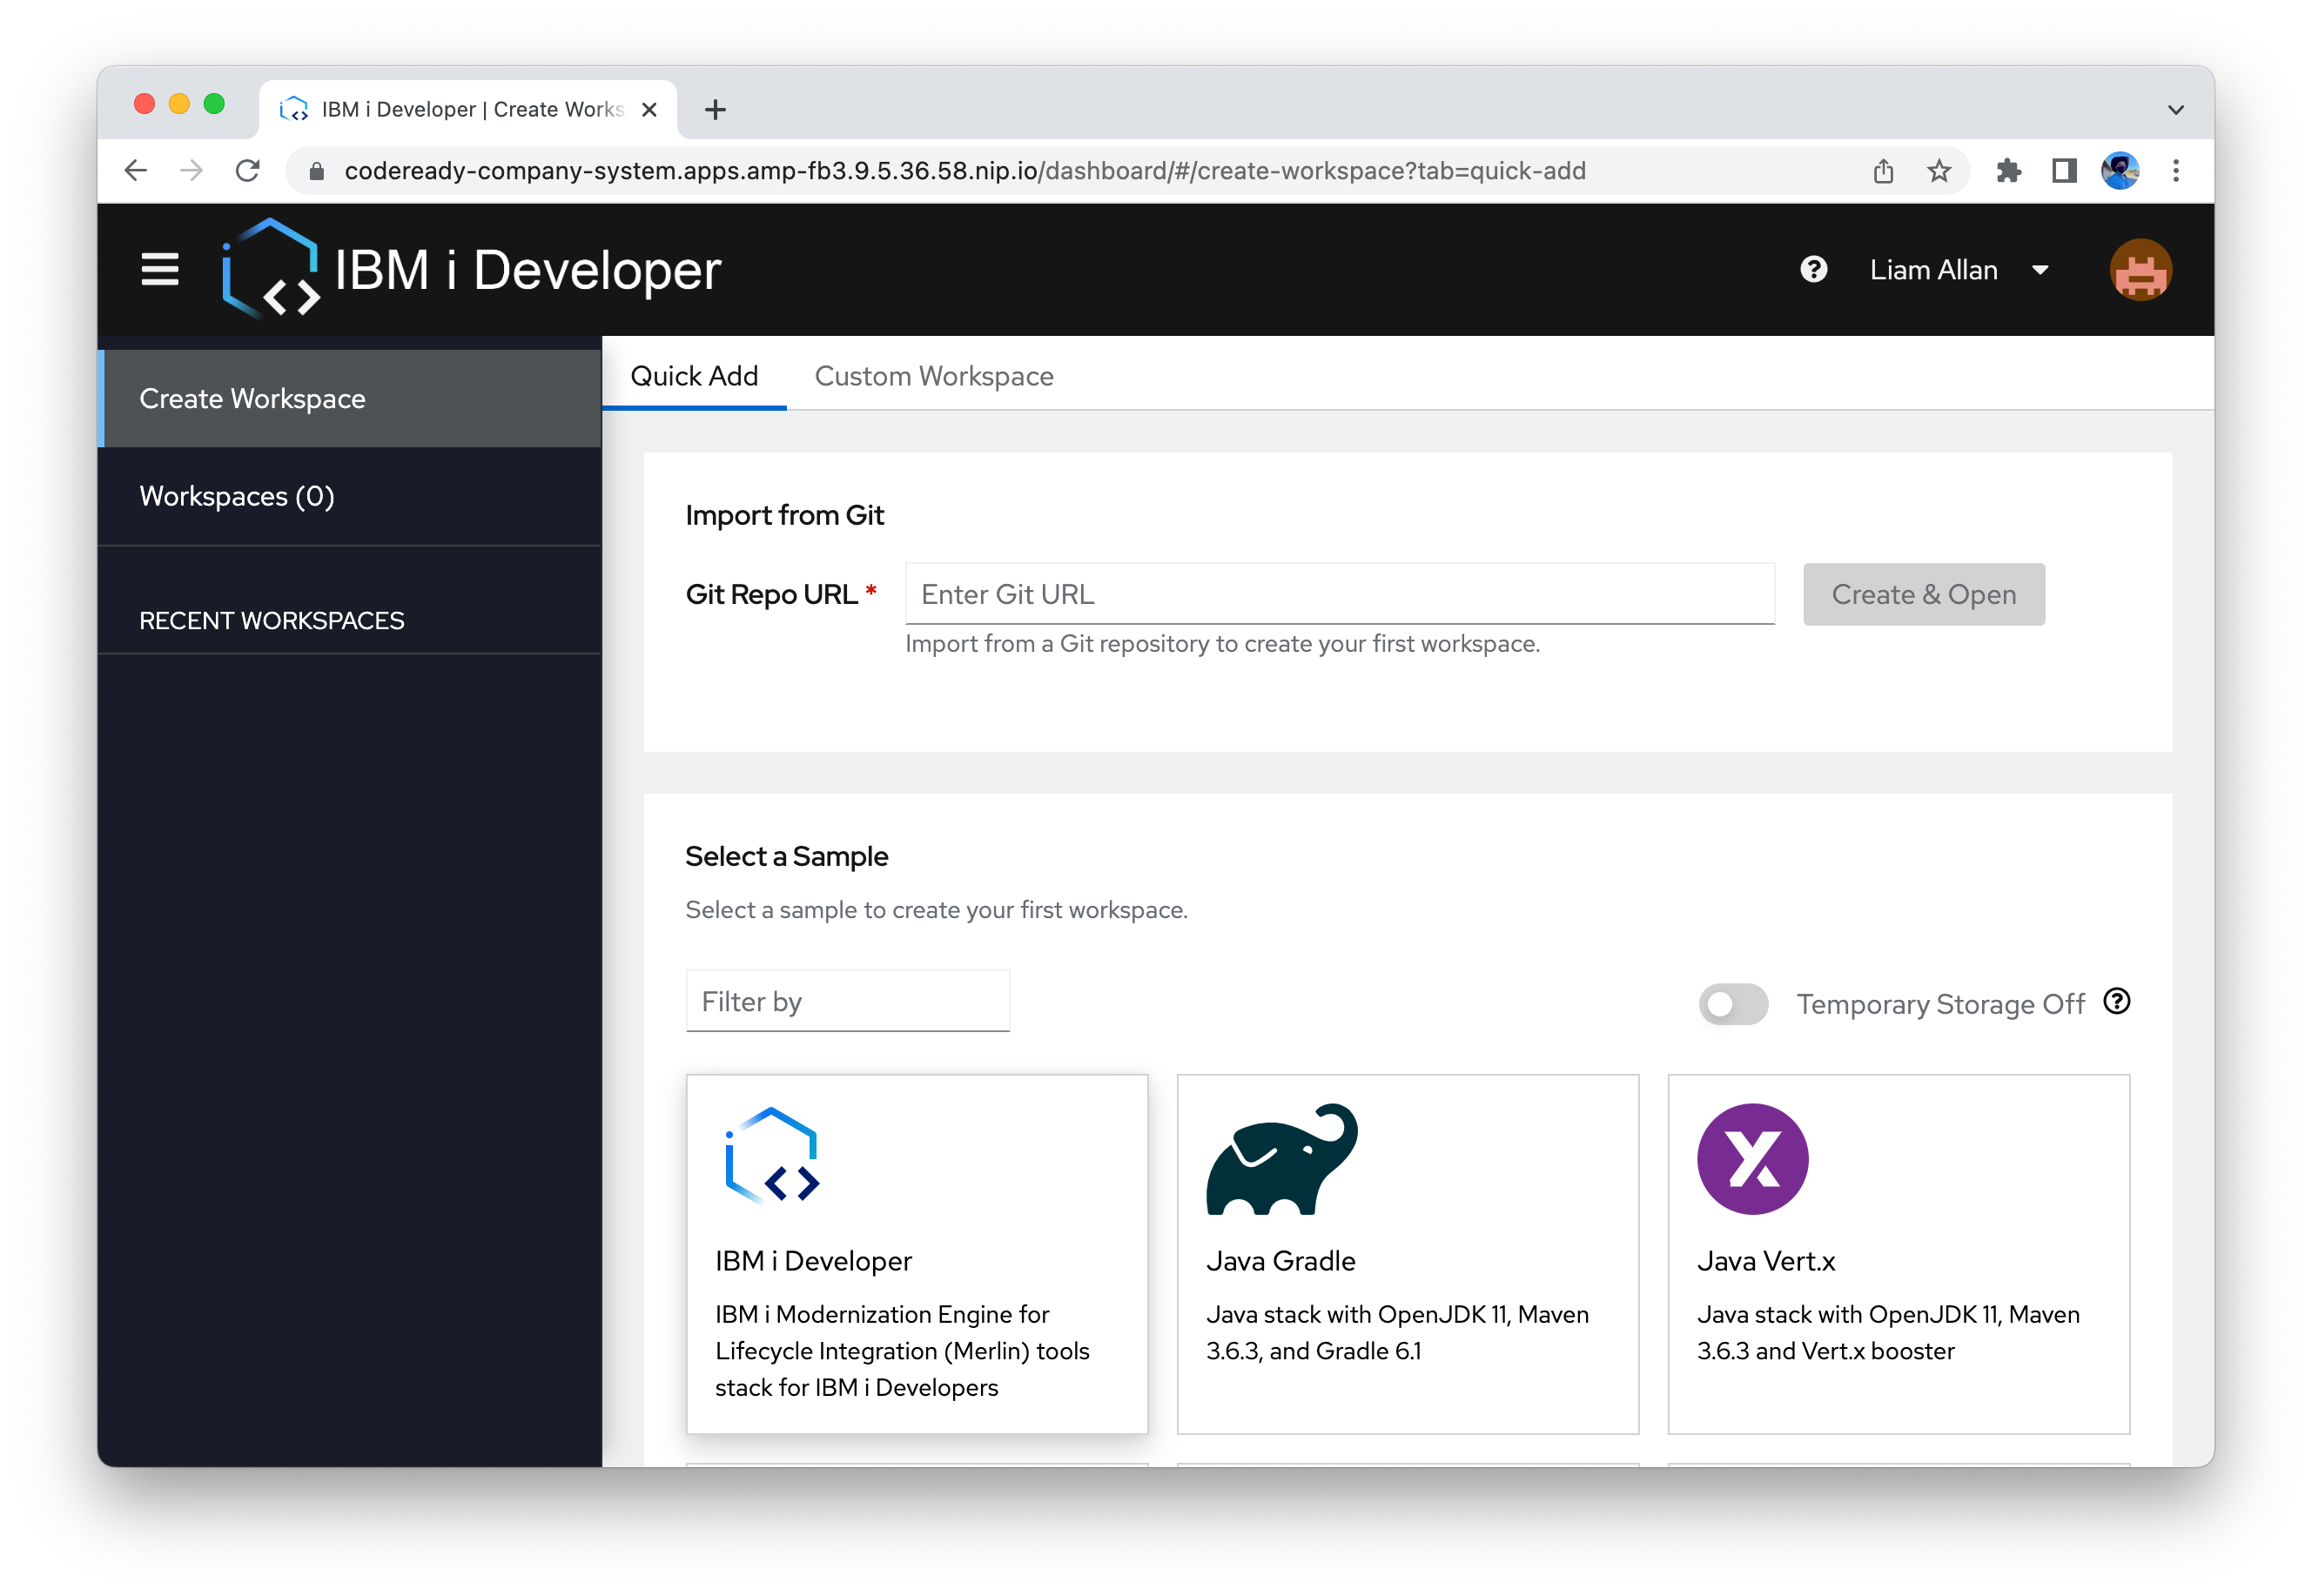 IBM i Developer | Create Works
codeready-company-system.apps.amp-fb3.9.5.36.58.nip.io/dashboard/#/create-workspace?tab=quick-add
IBM i Developer
Liam Allan
Create Workspace
Workspaces (0)
RECENT WORKSPACES
Quick Add
Custom Workspace
Import from Git
Git Repo URL *
Enter Git URL
Create & Open
Import from a Git repository to create your first workspace.
Select a Sample
Select a sample to create your first workspace.
Filter by
Temporary Storage Off
IBM i Developer
IBM i Modernization Engine for
Lifecycle Integration (Merlin) tools
stack for IBM i Developers
Java Gradle
Java stack with OpenJDK 11, Maven
3.6.3, and Gradle 6.1
Java Vert.x
Java stack with OpenJDK 11, Maven
3.6.3 and Vert.x booster